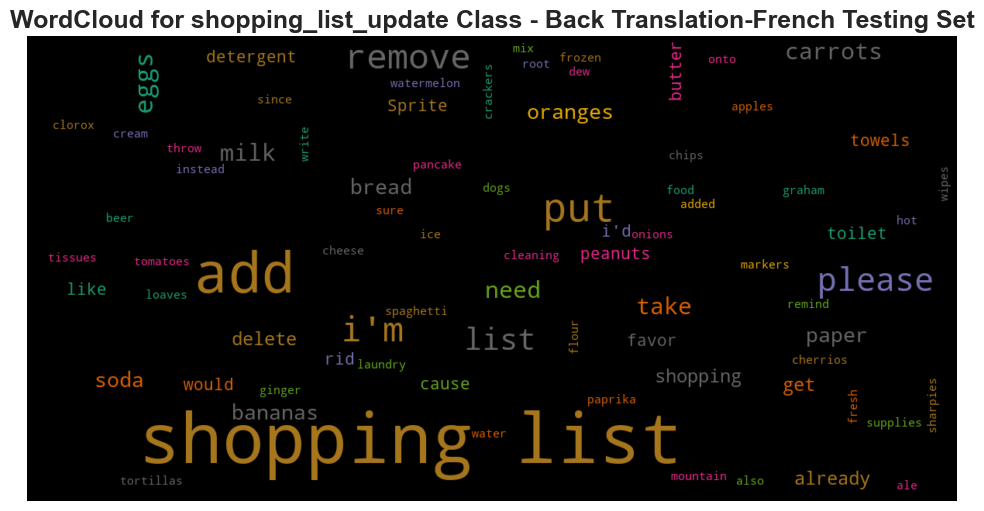 WordCloud for shopping_list_update Class - Back Translation-French Testing Set
eggs
detergent
remove
mix
root
frozen
dew
butter
onto
carrots
watermelon
crackers
since
Sprite
oranges
apples
clorox
cream
throw
instead
milk
write
towels
pancake
chips
bread
dogs
food
added
graham
wipes
beer
sure
put
i'd
onions
hot
toilet
ice
cheese
cleaning
peanuts
tissues
tomatoes
add
markers
please
like
loaves
need
take
remind
spaghetti
i'm
delete
list
flour
favor
paper
rid
laundry
cherrios
soda
would
ginger
cause
shopping
get
paprika
fresh
sharpies
bananas
supplies
shopping list
water
tortillas
mountain
also
already
ale